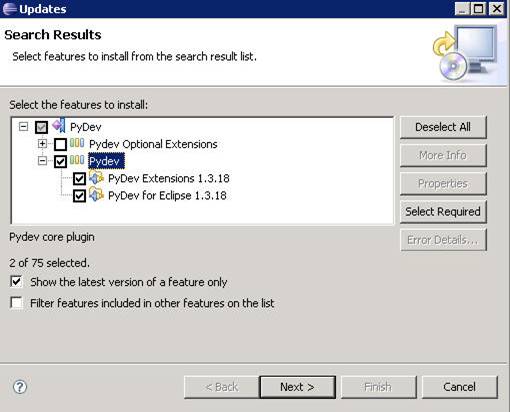 Updates
Search Results
Select features to install from the search result list.
Select the features to install:
PyDev
Pydev Optional Extensions
Pydev
PyDev Extensions 1.3.18
PyDev for Eclipse 1.3.18
Deselect All
More Info
Properties
Select Required
Error Details...
Pydev core plugin
2 of 75 selected.
Show the latest version of a feature only
Filter features included in other features on the list
? < Back Next > Finish Cancel